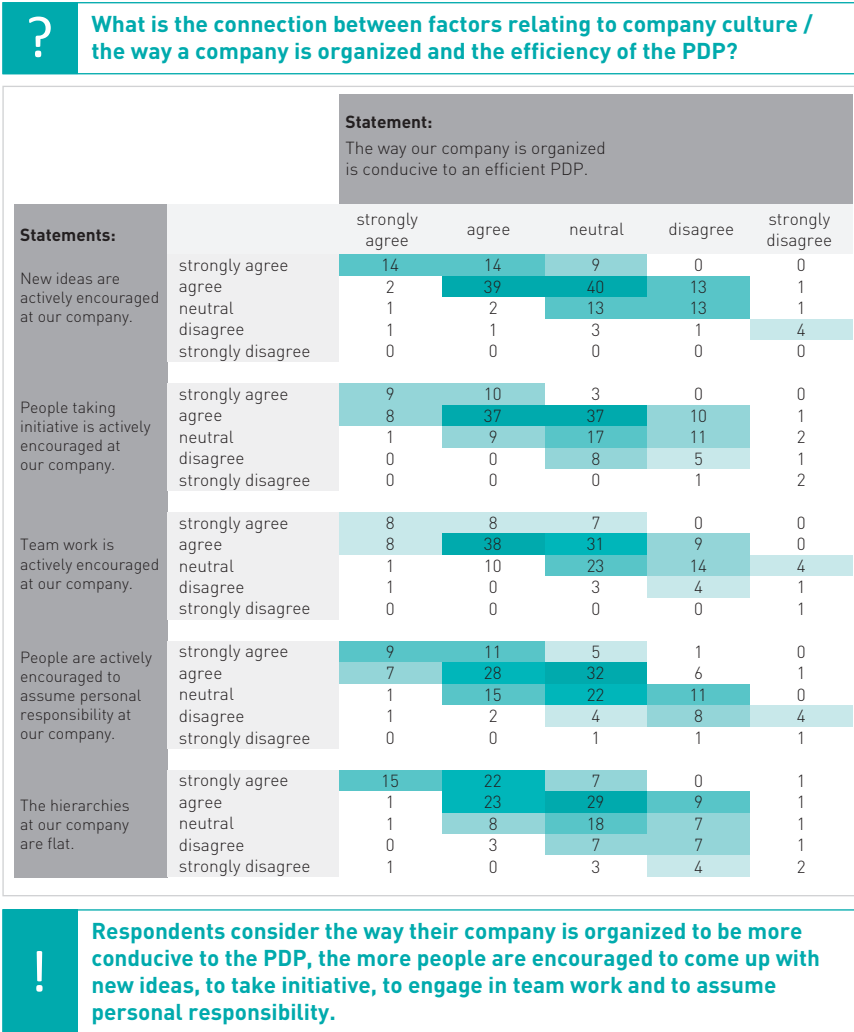 ?
What is the connection between factors relating to company culture /
the way a company is organized and the efficiency of the PDP?
Statement:
The way our company is organized
is conducive to an efficient PDP.
Statements:
strongly agree
agree
neutral
disagree
strongly disagree
New ideas are
actively encouraged
at our company.
strongly agree 14 14 9 0 0
agree 2 39 40 13 1
neutral 1 2 13 13 1
disagree 1 1 3 1 4
strongly disagree 0 0 0 0 0
People taking
initiative is actively
encouraged at
our company.
strongly agree 9 10 3 0 0
agree 8 37 37 10 1
neutral 1 9 17 11 2
disagree 0 0 8 5 1
strongly disagree 0 0 0 1 2
Team work is
actively encouraged
at our company.
strongly agree 8 8 7 0 0
agree 8 38 31 9 0
neutral 1 10 23 14 4
disagree 1 0 3 4 1
strongly disagree 0 0 0 0 1
People are actively
encouraged to
assume personal
responsibility at
our company.
strongly agree 9 11 5 1 0
agree 7 28 32 6 1
neutral 1 15 22 11 0
disagree 1 2 4 8 4
strongly disagree 0 0 1 1 1
The hierarchies
at our company
are flat.
strongly agree 15 22 7 0 1
agree 1 23 29 9 1
neutral 1 8 18 7 1
disagree 0 3 7 7 1
strongly disagree 1 0 3 4 2
!
Respondents consider the way their company is organized to be more
conducive to the PDP, the more people are encouraged to come up with
new ideas, to take initiative, to engage in team work and to assume
personal responsibility.